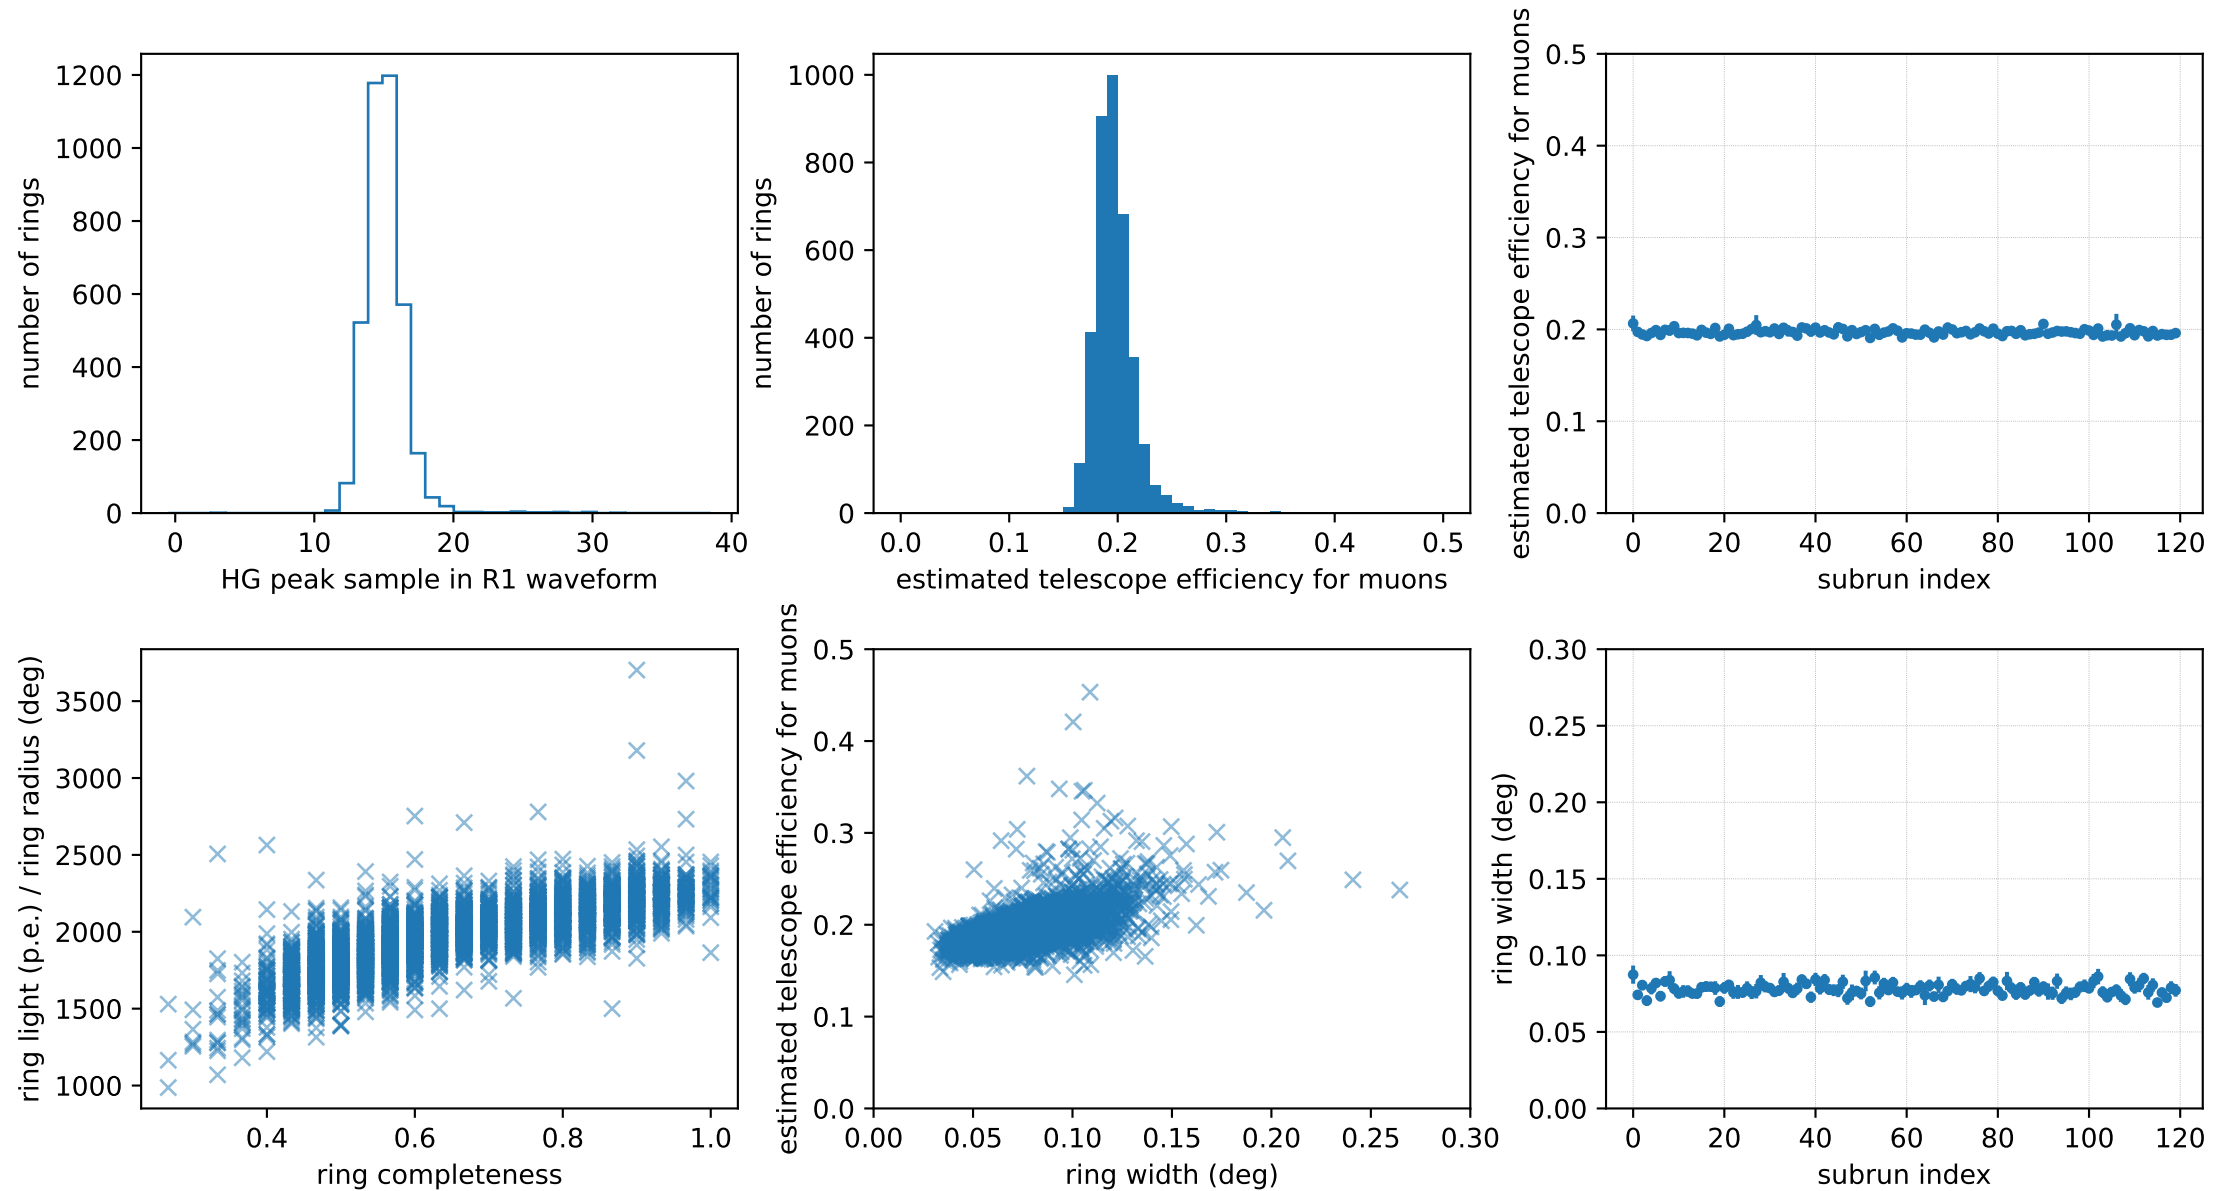 number of rings
1200
1000
800
600
400
200
0
0 10 20 30 40
HG peak sample in R1 waveform
number of rings
1000
800
600
400
200
0
0.0 0.1 0.2 0.3 0.4 0.5
estimated telescope efficiency for muons
estimated telescope efficiency for muons
0.5
0.4
0.3
0.2
0.1
0.0
0 20 40 60 80 100 120
subrun index
ring light (p.e.) / ring radius (deg)
3500
3000
2500
2000
1500
1000
0.4 0.6 0.8 1.0
ring completeness
estimated telescope efficiency for muons
0.5
0.4
0.3
0.2
0.1
0.0
0.00 0.05 0.10 0.15 0.20 0.25 0.30
ring width (deg)
ring width (deg)
0.30
0.25
0.20
0.15
0.10
0.05
0.00
0 20 40 60 80 100 120
subrun index